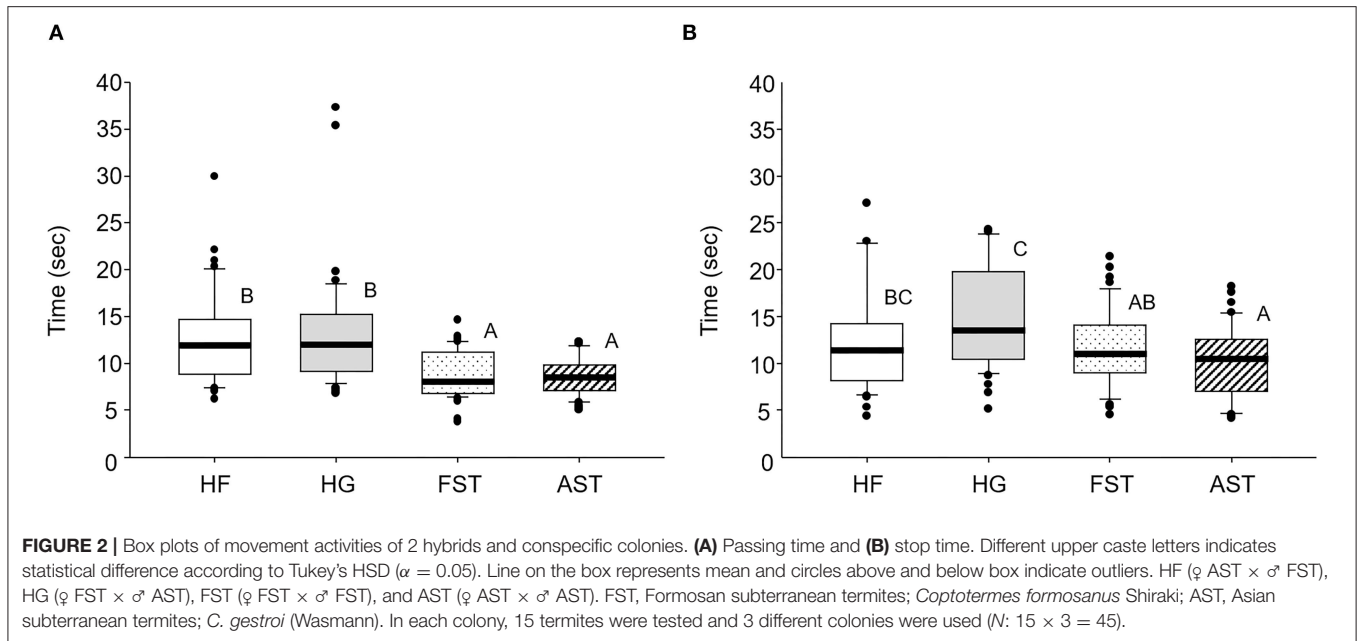 A
B
Time (sec)
40
35
30
25
20
15
10
5
0
B
B
A
A
HF
HG
FST
AST
Time (sec)
40
35
30
25
20
15
10
5
0
BC
C
AB
A
HF
HG
FST
AST
FIGURE 2 | Box plots of movement activities of 2 hybrids and conspecific colonies. (A) Passing time and (B) stop time. Different upper caste letters indicates
statistical difference according to Tukey's HSD (α = 0.05). Line on the box represents mean and circles above and below box indicate outliers. HF (♀ AST × ♂ FST),
HG (♀ FST × ♂ AST), FST (♀ FST × ♂ FST), and AST (♀ AST × ♂ AST). FST, Formosan subterranean termites; Coptotermes formosanus Shiraki; AST, Asian
subterranean termites; C. gestroi (Wasmann). In each colony, 15 termites were tested and 3 different colonies were used (N: 15 × 3 = 45).